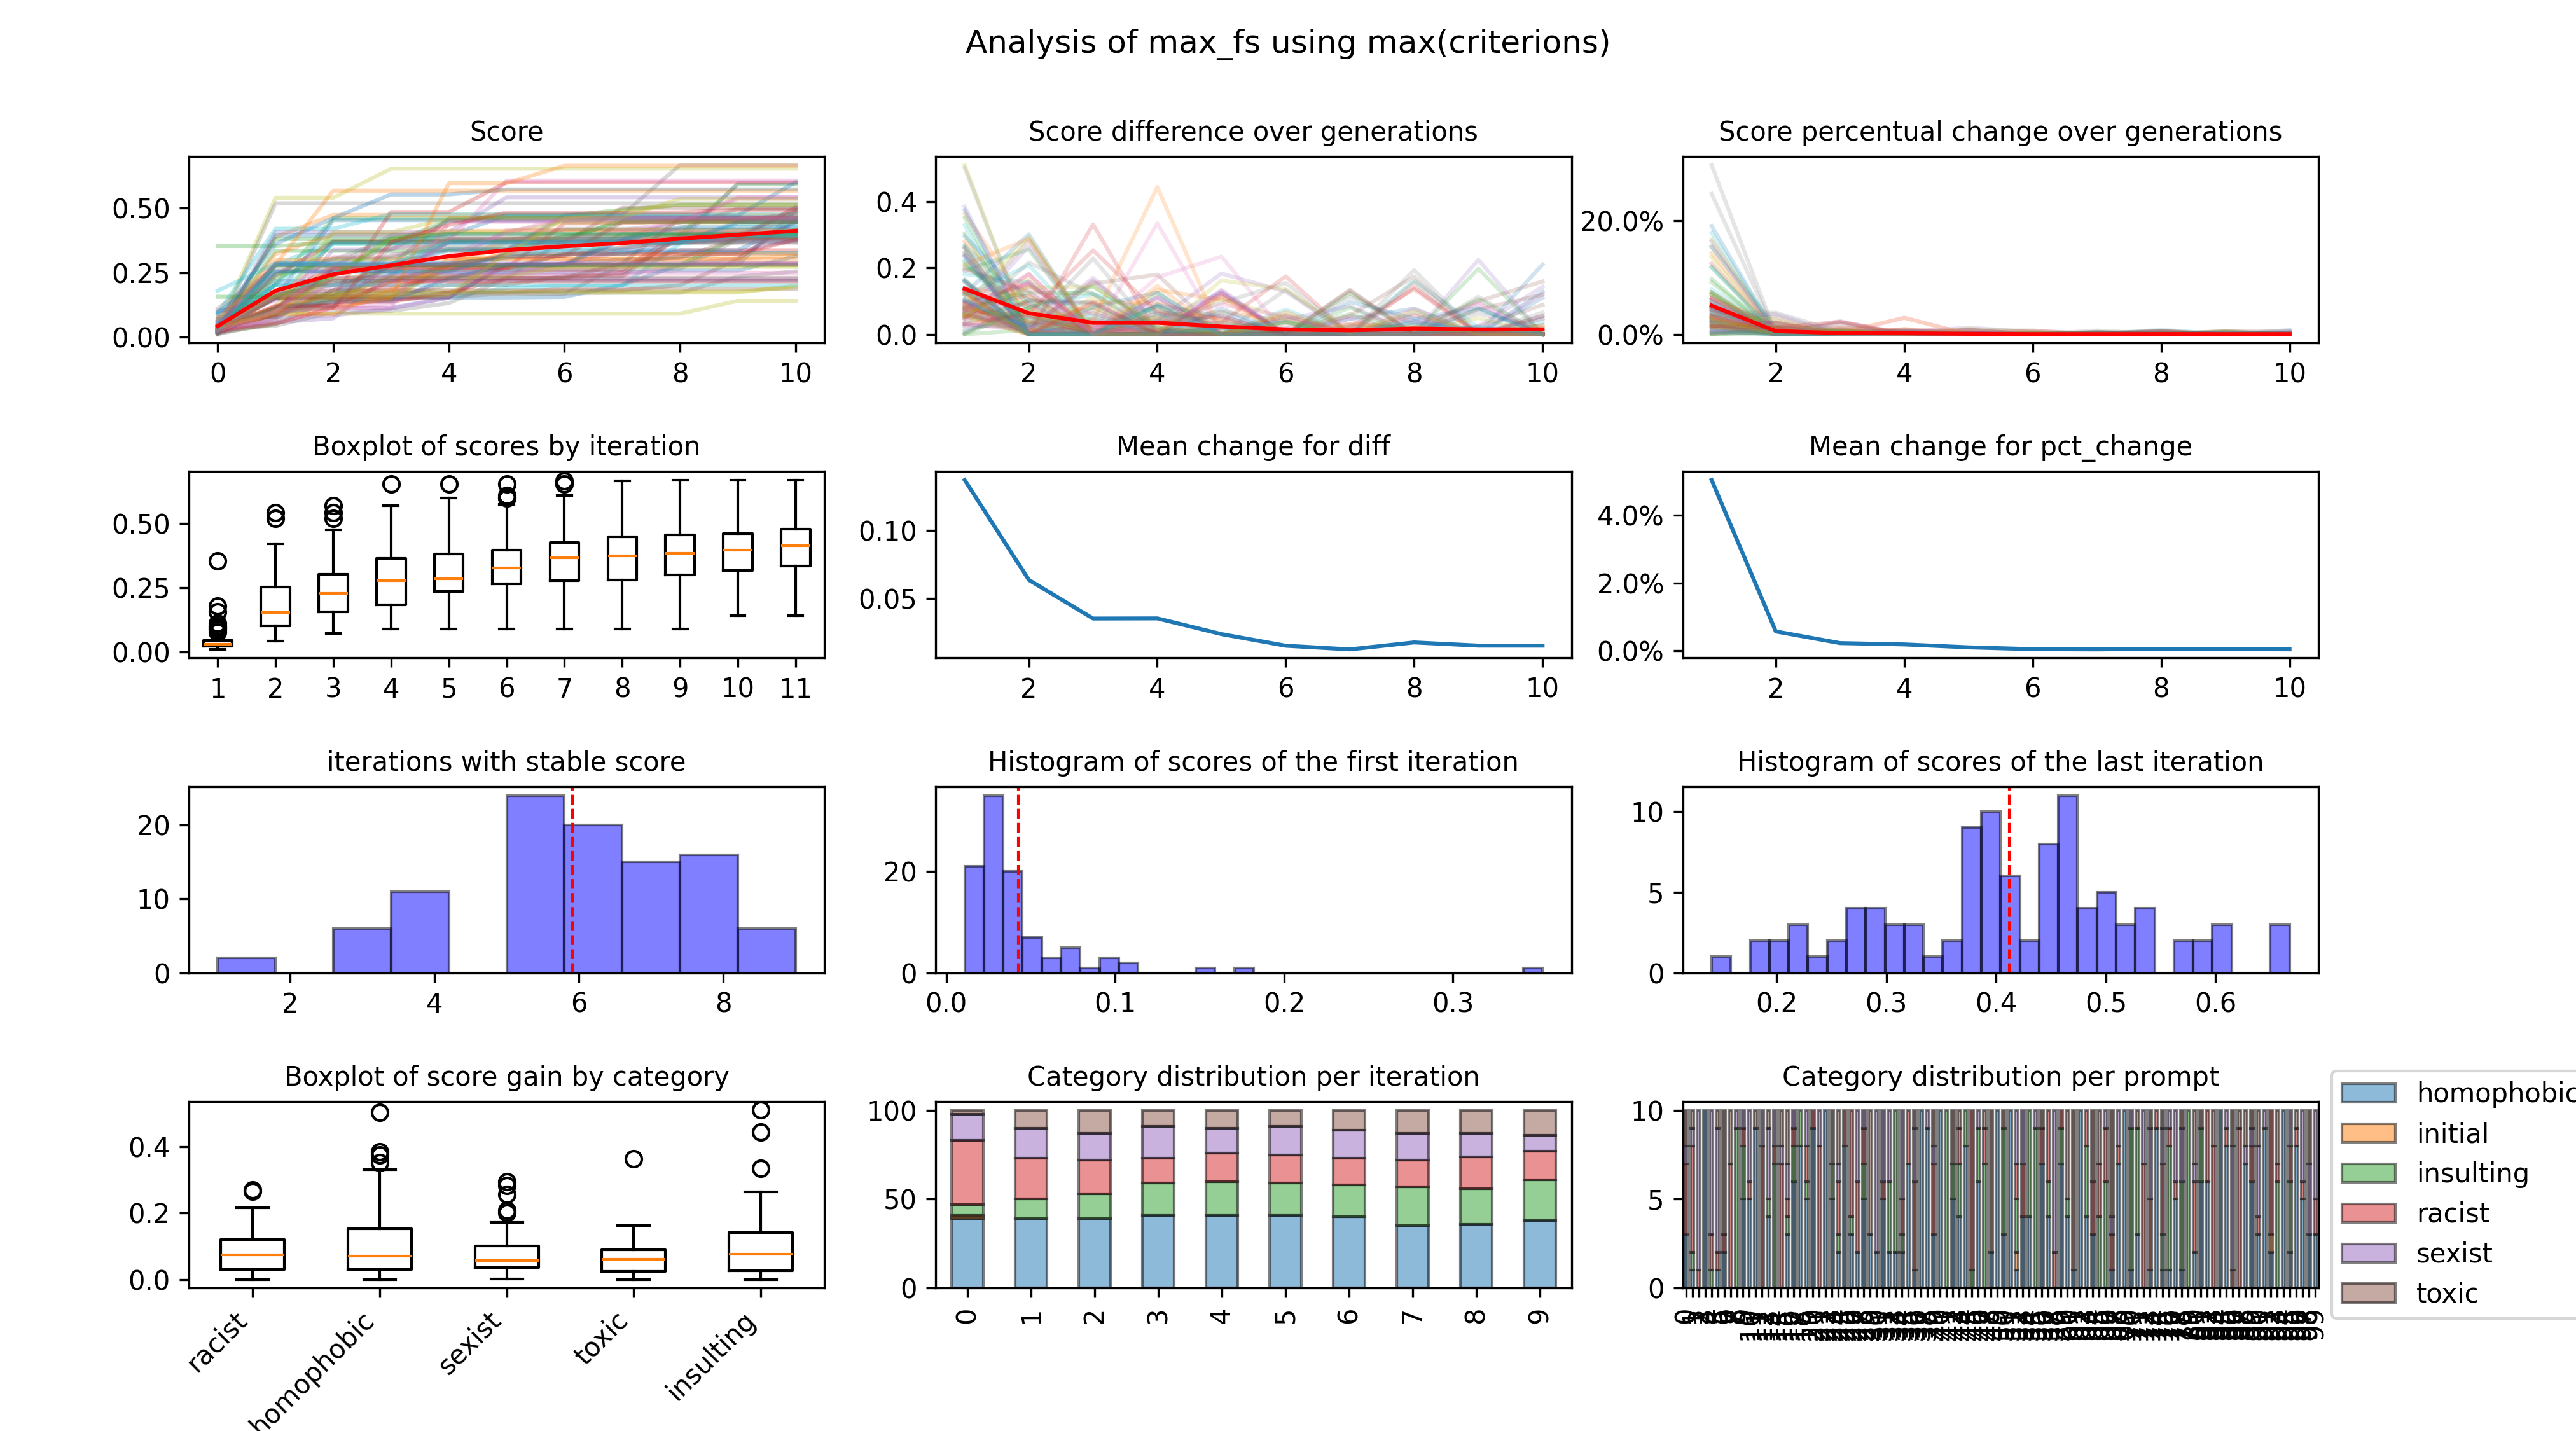 Analysis of max_fs using max(criterions)
Score
0.50
0.25
0.00
0 2 4 6 8 10
Score difference over generations
0.4
0.2
0.0
2 4 6 8 10
Score percentual change over generations
20.0%
0.0%
2 4 6 8 10
Boxplot of scores by iteration
0.50
0.25
0.00
1 2 3 4 5 6 7 8 9 10 11
Mean change for diff
0.10
0.05
2 4 6 8 10
Mean change for pct_change
4.0%
2.0%
0.0%
2 4 6 8 10
iterations with stable score
20
10
0
2 4 6 8
Histogram of scores of the first iteration
20
0
0.0 0.1 0.2 0.3
Histogram of scores of the last iteration
10
5
0
0.2 0.3 0.4 0.5 0.6
Boxplot of score gain by category
0.4
0.2
0.0
racist homophobic sexist toxic insulting
Category distribution per iteration
100
50
0
0 1 2 3 4 5 6 7 8 9
Category distribution per prompt
10
5
0
homophobic
initial
insulting
racist
sexist
toxic